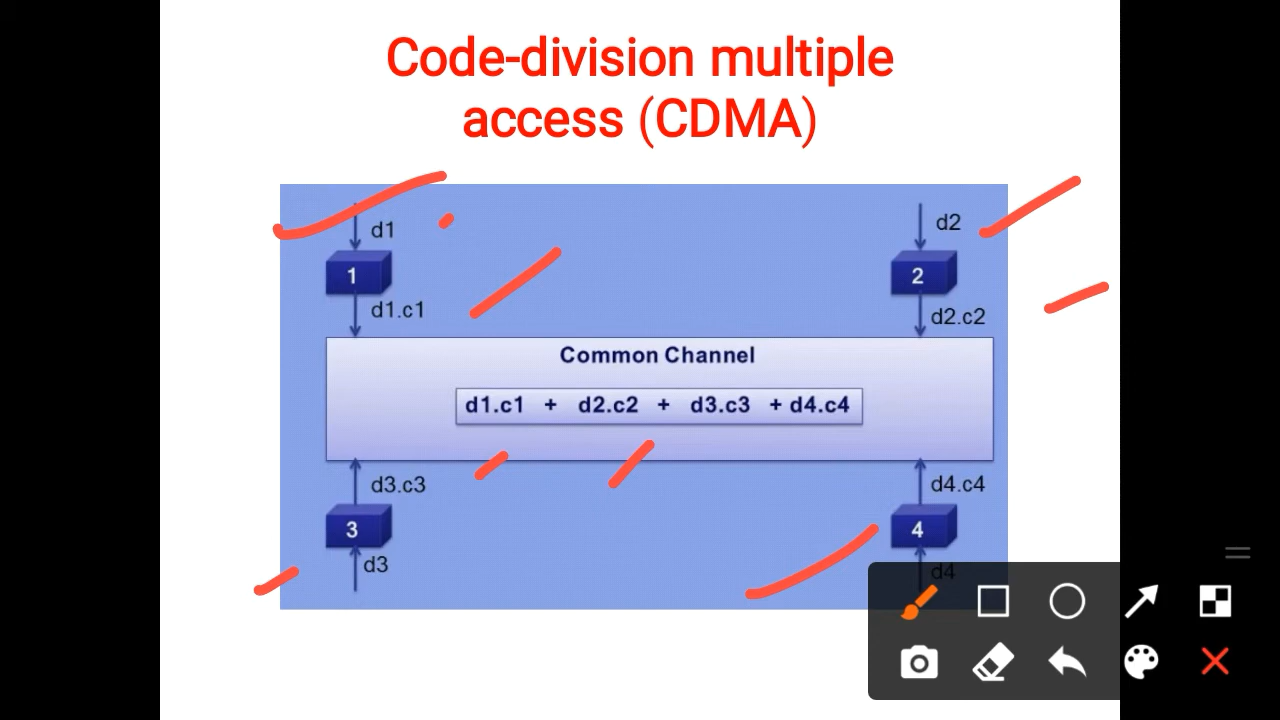 Code-division multiple
access (CDMA)
d1
d2
1
2
d1.c1
d2.c2
Common Channel
d1.c1 + d2.c2 + d3.c3 + d4.c4
d3.c3
d4.c4
3
4
d3
d4